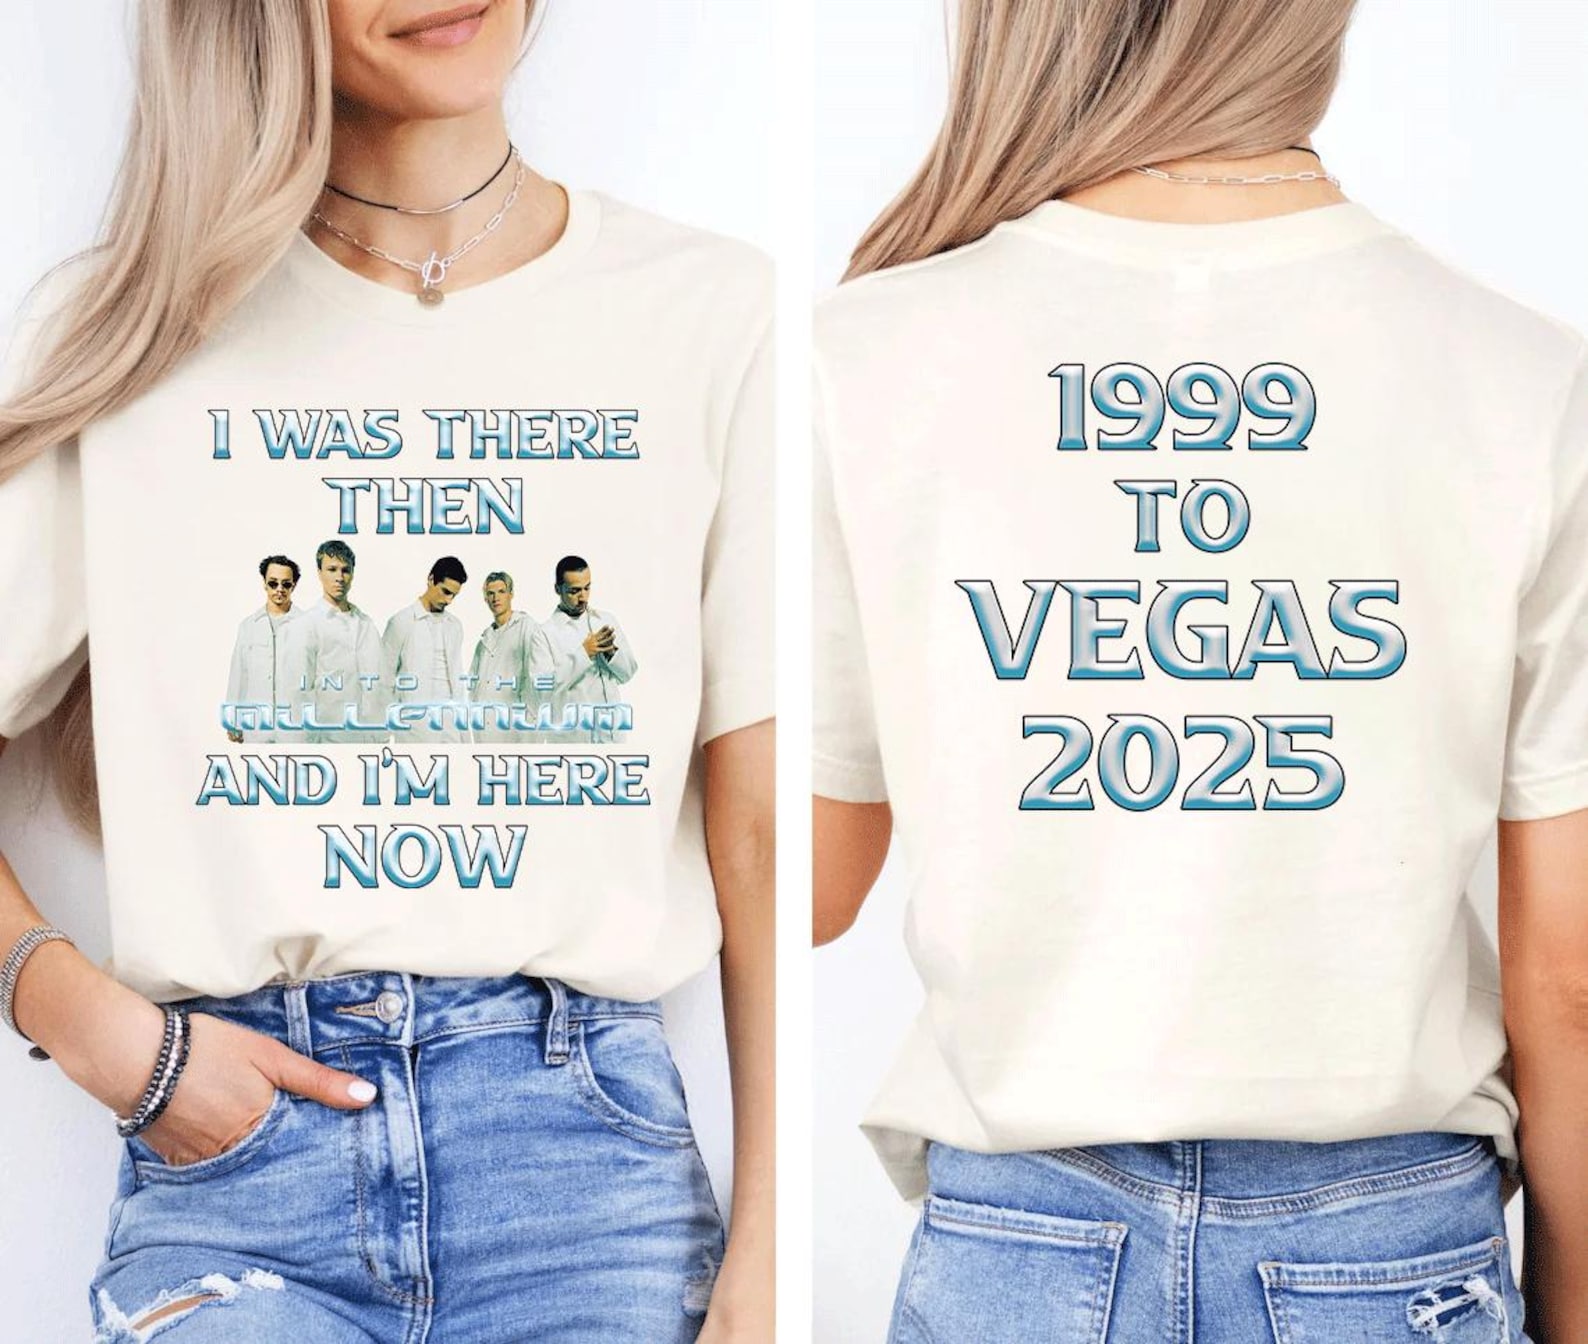 I WAS THERE
THEN
INTO THE
MILLENNIUM
AND I'M HERE
NOW
1999
TO
VEGAS
2025